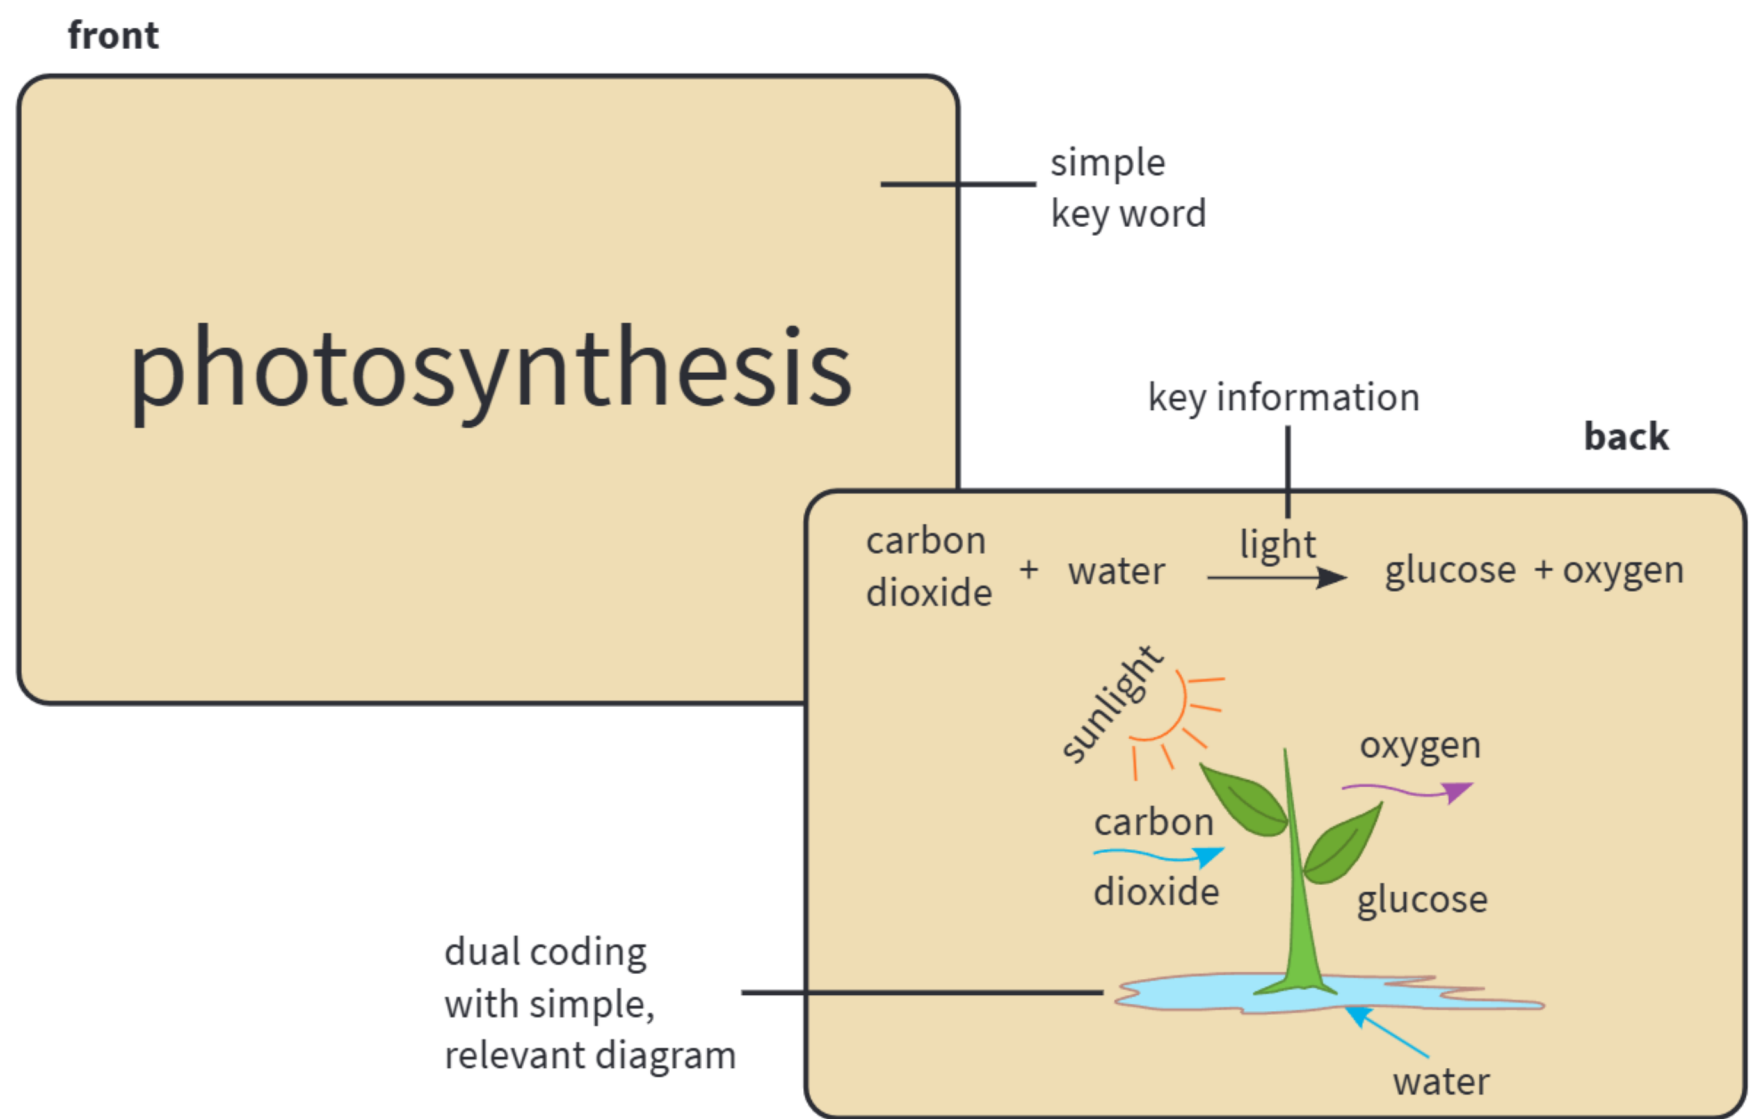 front
simple
key word
photosynthesis
key information
back
carbon
dioxide
+ water
light
glucose + oxygen
sunlight
oxygen
carbon
dioxide
glucose
dual coding
with simple,
relevant diagram
water